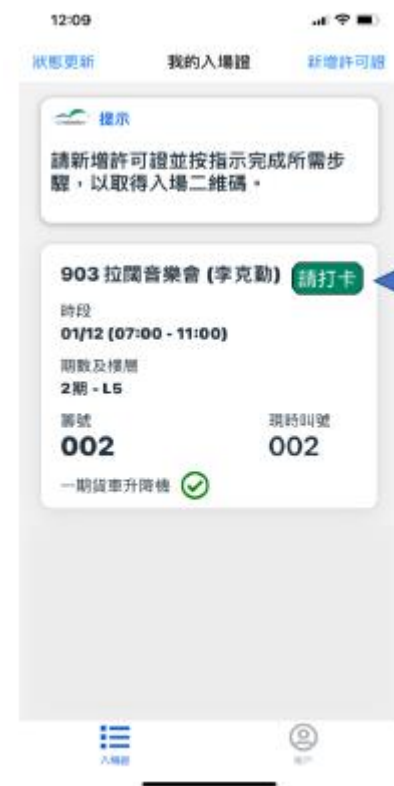 12:09
狀態更新 我的入場證 新增許可證
提示
請新增許可證並按指示完成所需步
驟，以取得入場二維碼。
903 拉闊音樂會 (李克勤) 請打卡
時段
01/12 (07:00 - 11:00)
期數及樓層
2期 - L5
籌號 現時叫號
002 002
一期貨車升降機
入場證 帳戶